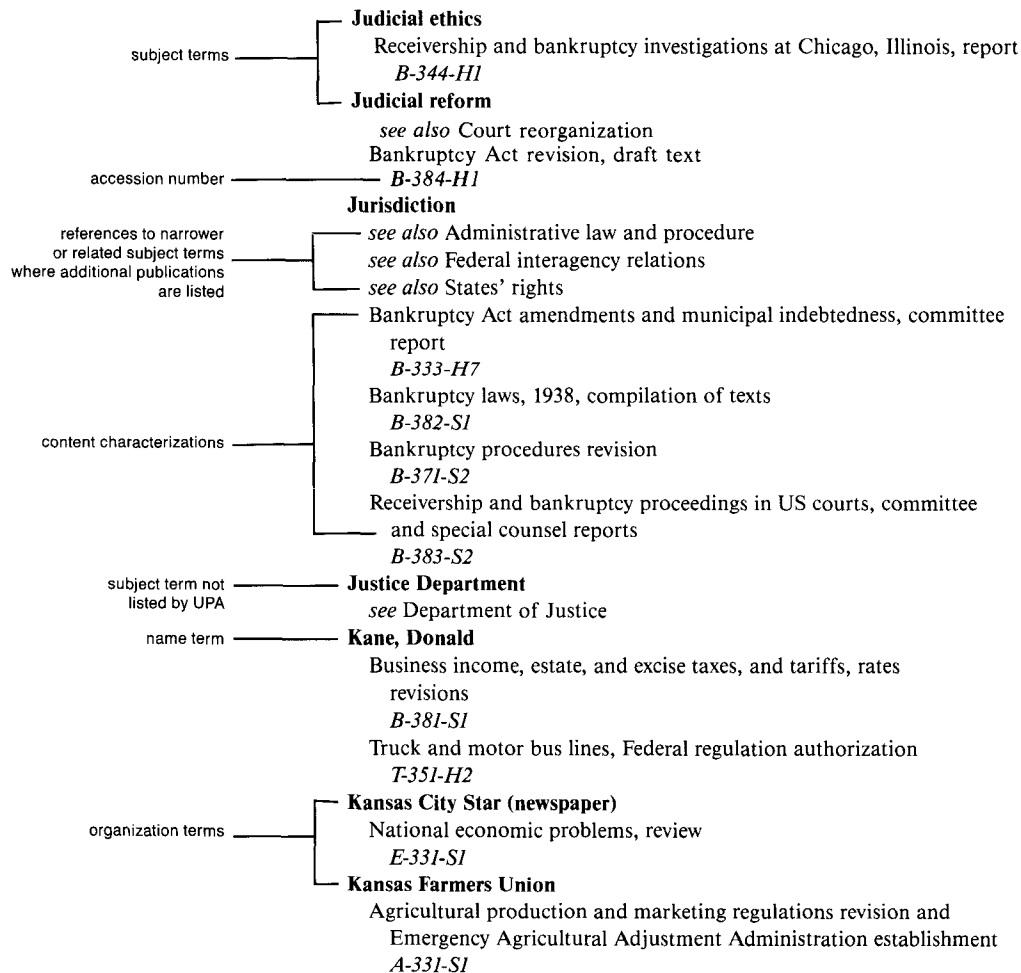 Judicial ethics
subject terms
Receivership and bankruptcy investigations at Chicago, Illinois, report
B-344-H1
Judicial reform
see also Court reorganization
Bankruptcy Act revision, draft text
accession number
B-384-H1
Jurisdiction
references to narrower
or related subject terms
where additional publications
are listed
see also Administrative law and procedure
see also Federal interagency relations
see also States' rights
content characterizations
Bankruptcy Act amendments and municipal indebtedness, committee
report
B-333-H7
Bankruptcy laws, 1938, compilation of texts
B-382-S1
Bankruptcy procedures revision
B-371-S2
Receivership and bankruptcy proceedings in US courts, committee
and special counsel reports
B-383-S2
subject term not
listed by UPA
Justice Department
see Department of Justice
name term
Kane, Donald
Business income, estate, and excise taxes, and tariffs, rates
revisions
B-381-S1
Truck and motor bus lines, Federal regulation authorization
T-351-H2
organization terms
Kansas City Star (newspaper)
National economic problems, review
E-331-S1
Kansas Farmers Union
Agricultural production and marketing regulations revision and
Emergency Agricultural Adjustment Administration establishment
A-331-S1